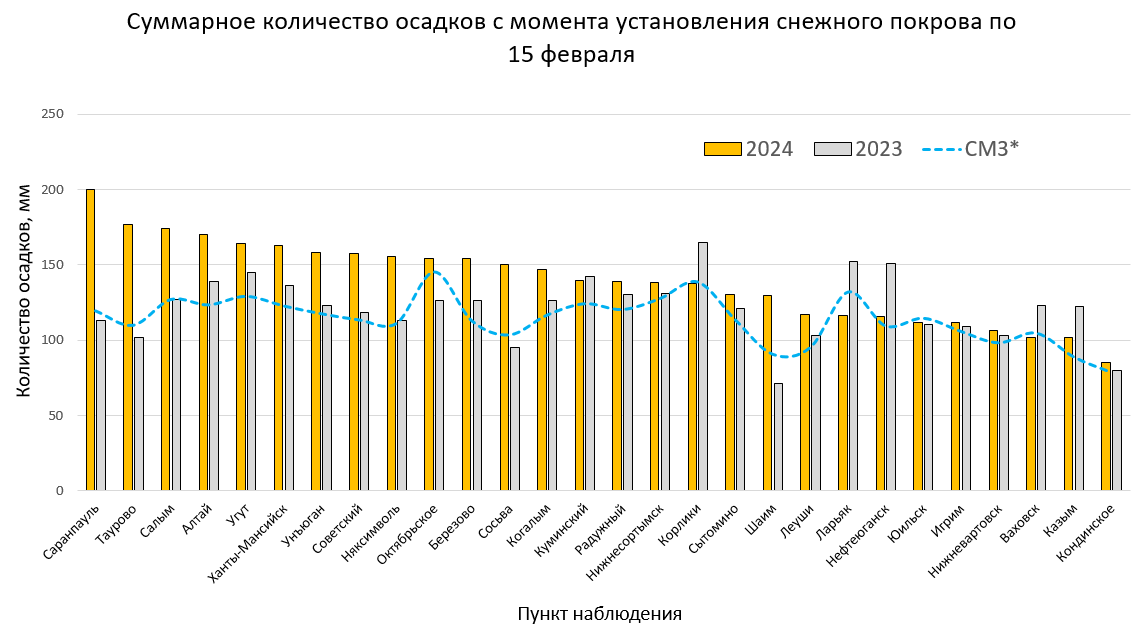 Суммарное количество осадков с момента установления снежного покрова по
15 февраля
250
200
150
100
50
0
Количество осадков, мм
2024
2023
СМЗ*
Саранпауль
Таурово
Салым
Алтай
Угут
Ханты-Мансийск
Унъюган
Советский
Няксимволь
Октябрьское
Березово
Сосьва
Когалым
Куминский
Радужный
Нижнесортымск
Корлики
Сытомино
Шаим
Леуши
Ларьяк
Нефтеюганск
Юильск
Игрим
Нижневартовск
Ваховск
Казым
Кондинское
Пункт наблюдения